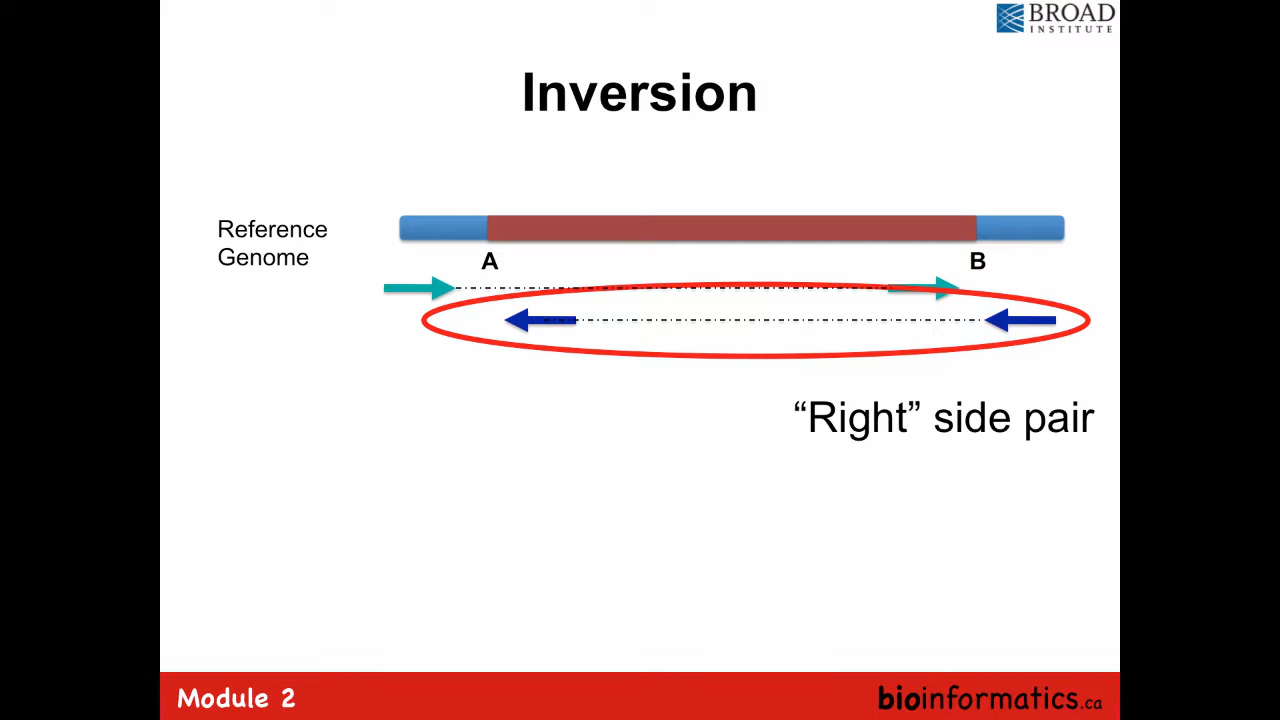 BROAD
INSTITUTE
Inversion
Reference
Genome
A
B
“Right” side pair
Module 2
bioinformatics.ca